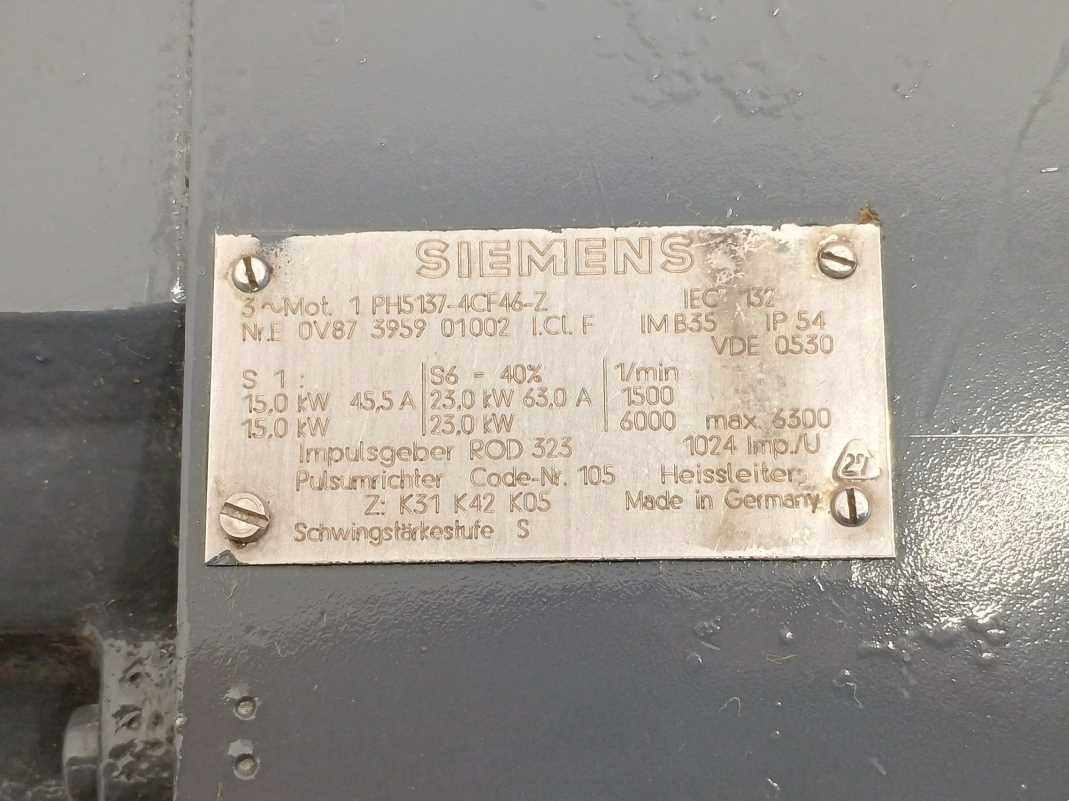 SIEMENS
3 ~Mot. 1 PH5137-4CF46-Z IEC 132
Nr.E 0V87 3959 01002 I.Cl. F IM B35 IP 54
VDE 0530
S 1 : S6 - 40% 1/min
15,0 kW 45,5 A 23,0 kW 63,0 A 1500
15,0 kW 23,0 kW 6000 max 6300
Impulsgeber ROD 323 1024 Imp./U
Pulsumrichter Code-Nr. 105 Heissleiter:
Z: K31 K42 K05 Made in Germany
Schwingstärkestufe S